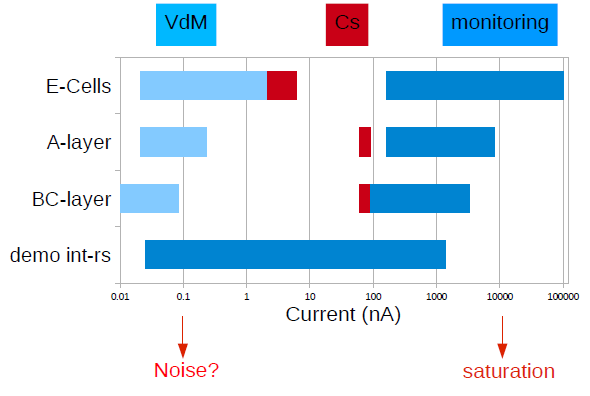 VdM
Cs
monitoring
E-Cells
A-layer
BC-layer
demo int-rs
0.01 0.1 1 10 100 1000 10000 100000
Current (nA)
Noise?
saturation